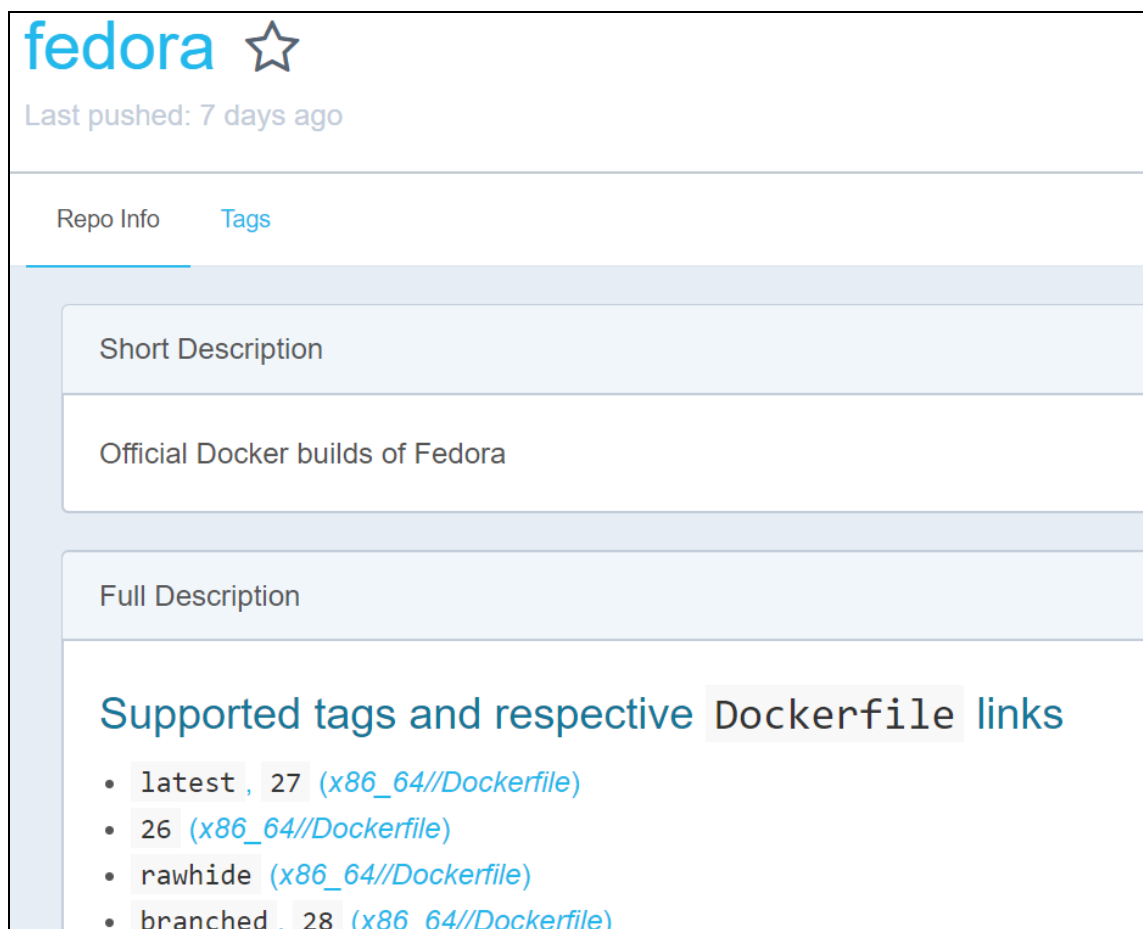 fedora
Last pushed: 7 days ago
Repo Info Tags
Short Description
Official Docker builds of Fedora
Full Description
Supported tags and respective Dockerfile links
latest, 27 (x86_64//Dockerfile)
26 (x86_64//Dockerfile)
rawhide (x86_64//Dockerfile)
branched, 28 (x86_64//Dockerfile)